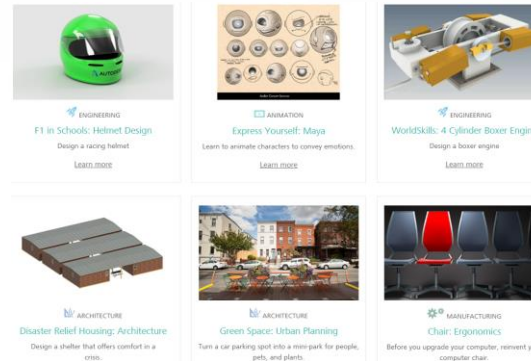 AUTODESK
ENGINEERING
F1 in Schools: Helmet Design
Design a racing helmet
Learn more
ANIMATION
Express Yourself: Maya
Learn to animate characters to convey emotions.
Learn more
ENGINEERING
WorldSkills: 4 Cylinder Boxer Engin
Design a boxer engine
Learn more
ARCHITECTURE
Disaster Relief Housing: Architecture
Design a shelter that offers comfort in a
crisis.
ARCHITECTURE
Green Space: Urban Planning
Turn a car parking spot into a mini-park for people,
pets, and plants
MANUFACTURING
Chair: Ergonomics
Before you upgrade your computer, reinvent
computer chair